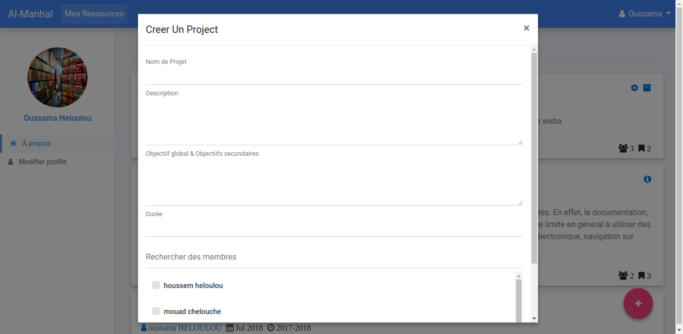 Al-Manhal Mes Ressources Oussama
Creer Un Project ×
Nom de Projet
Description
Oussama Heloulou
e weba
A propos
3 2
Objectif global & Objectifs secondaires
Modifier profile
Durée
tés. En effet, la documentation,
e limite en général à utiliser des
électronique, navigation sur
Rechercher des membres
2 3
houssem heloulou
+
mouad chelouche
oussama HELOULOU Jul 2018 2017-2018